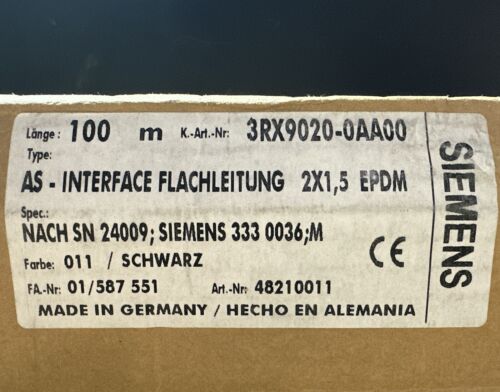 Länge: 100 m K.-Art.-Nr: 3RX9020-0AA00
Type:
AS - INTERFACE FLACHLEITUNG 2X1,5 EPDM
Spec.:
NACH SN 24009; SIEMENS 333 0036;M
Farbe: 011 / SCHWARZ
FA.-Nr: 01/587 551 Art.-Nr: 48210011
MADE IN GERMANY / HECHO EN ALEMANIA
CE
SIEMENS